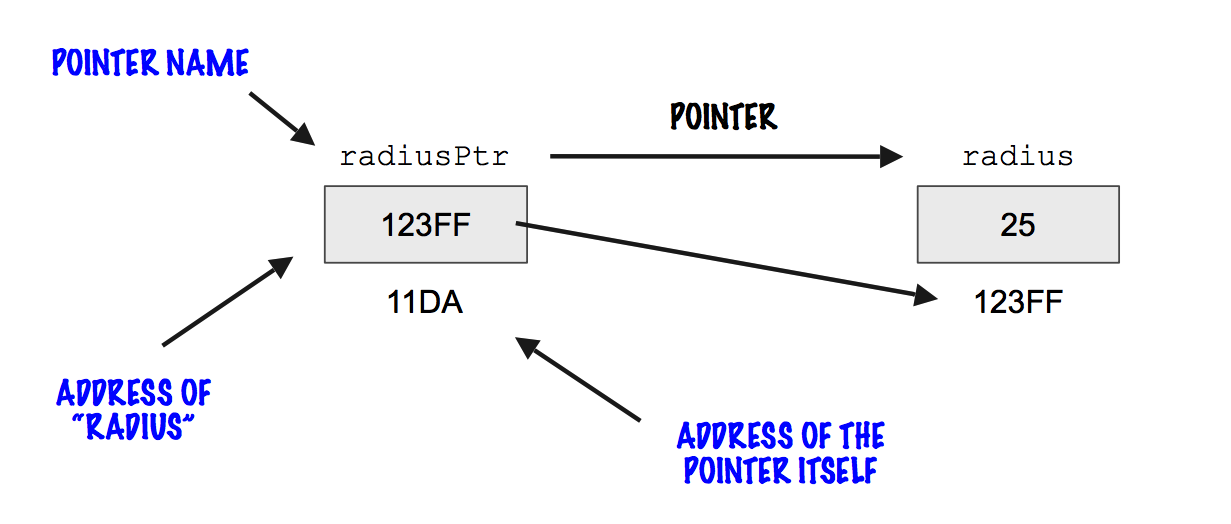 POINTER NAME
POINTER
radiusPtr
radius
123FF
25
11DA
123FF
ADDRESS OF
“RADIUS”
ADDRESS OF THE
POINTER ITSELF